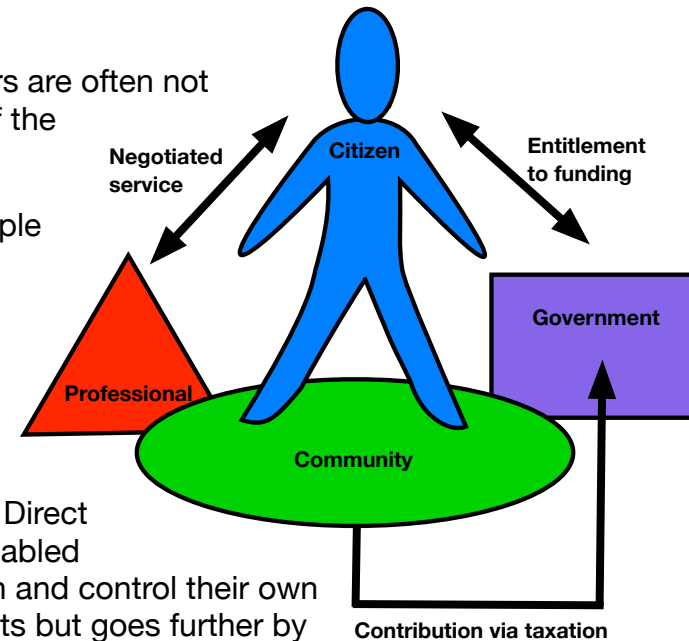 rs are often not
f the
ple
Direct
abled
n and control their own
ts but goes further by
Citizen
Negotiated
service
Entitlement
to funding
Government
Professional
Community
Contribution via taxation